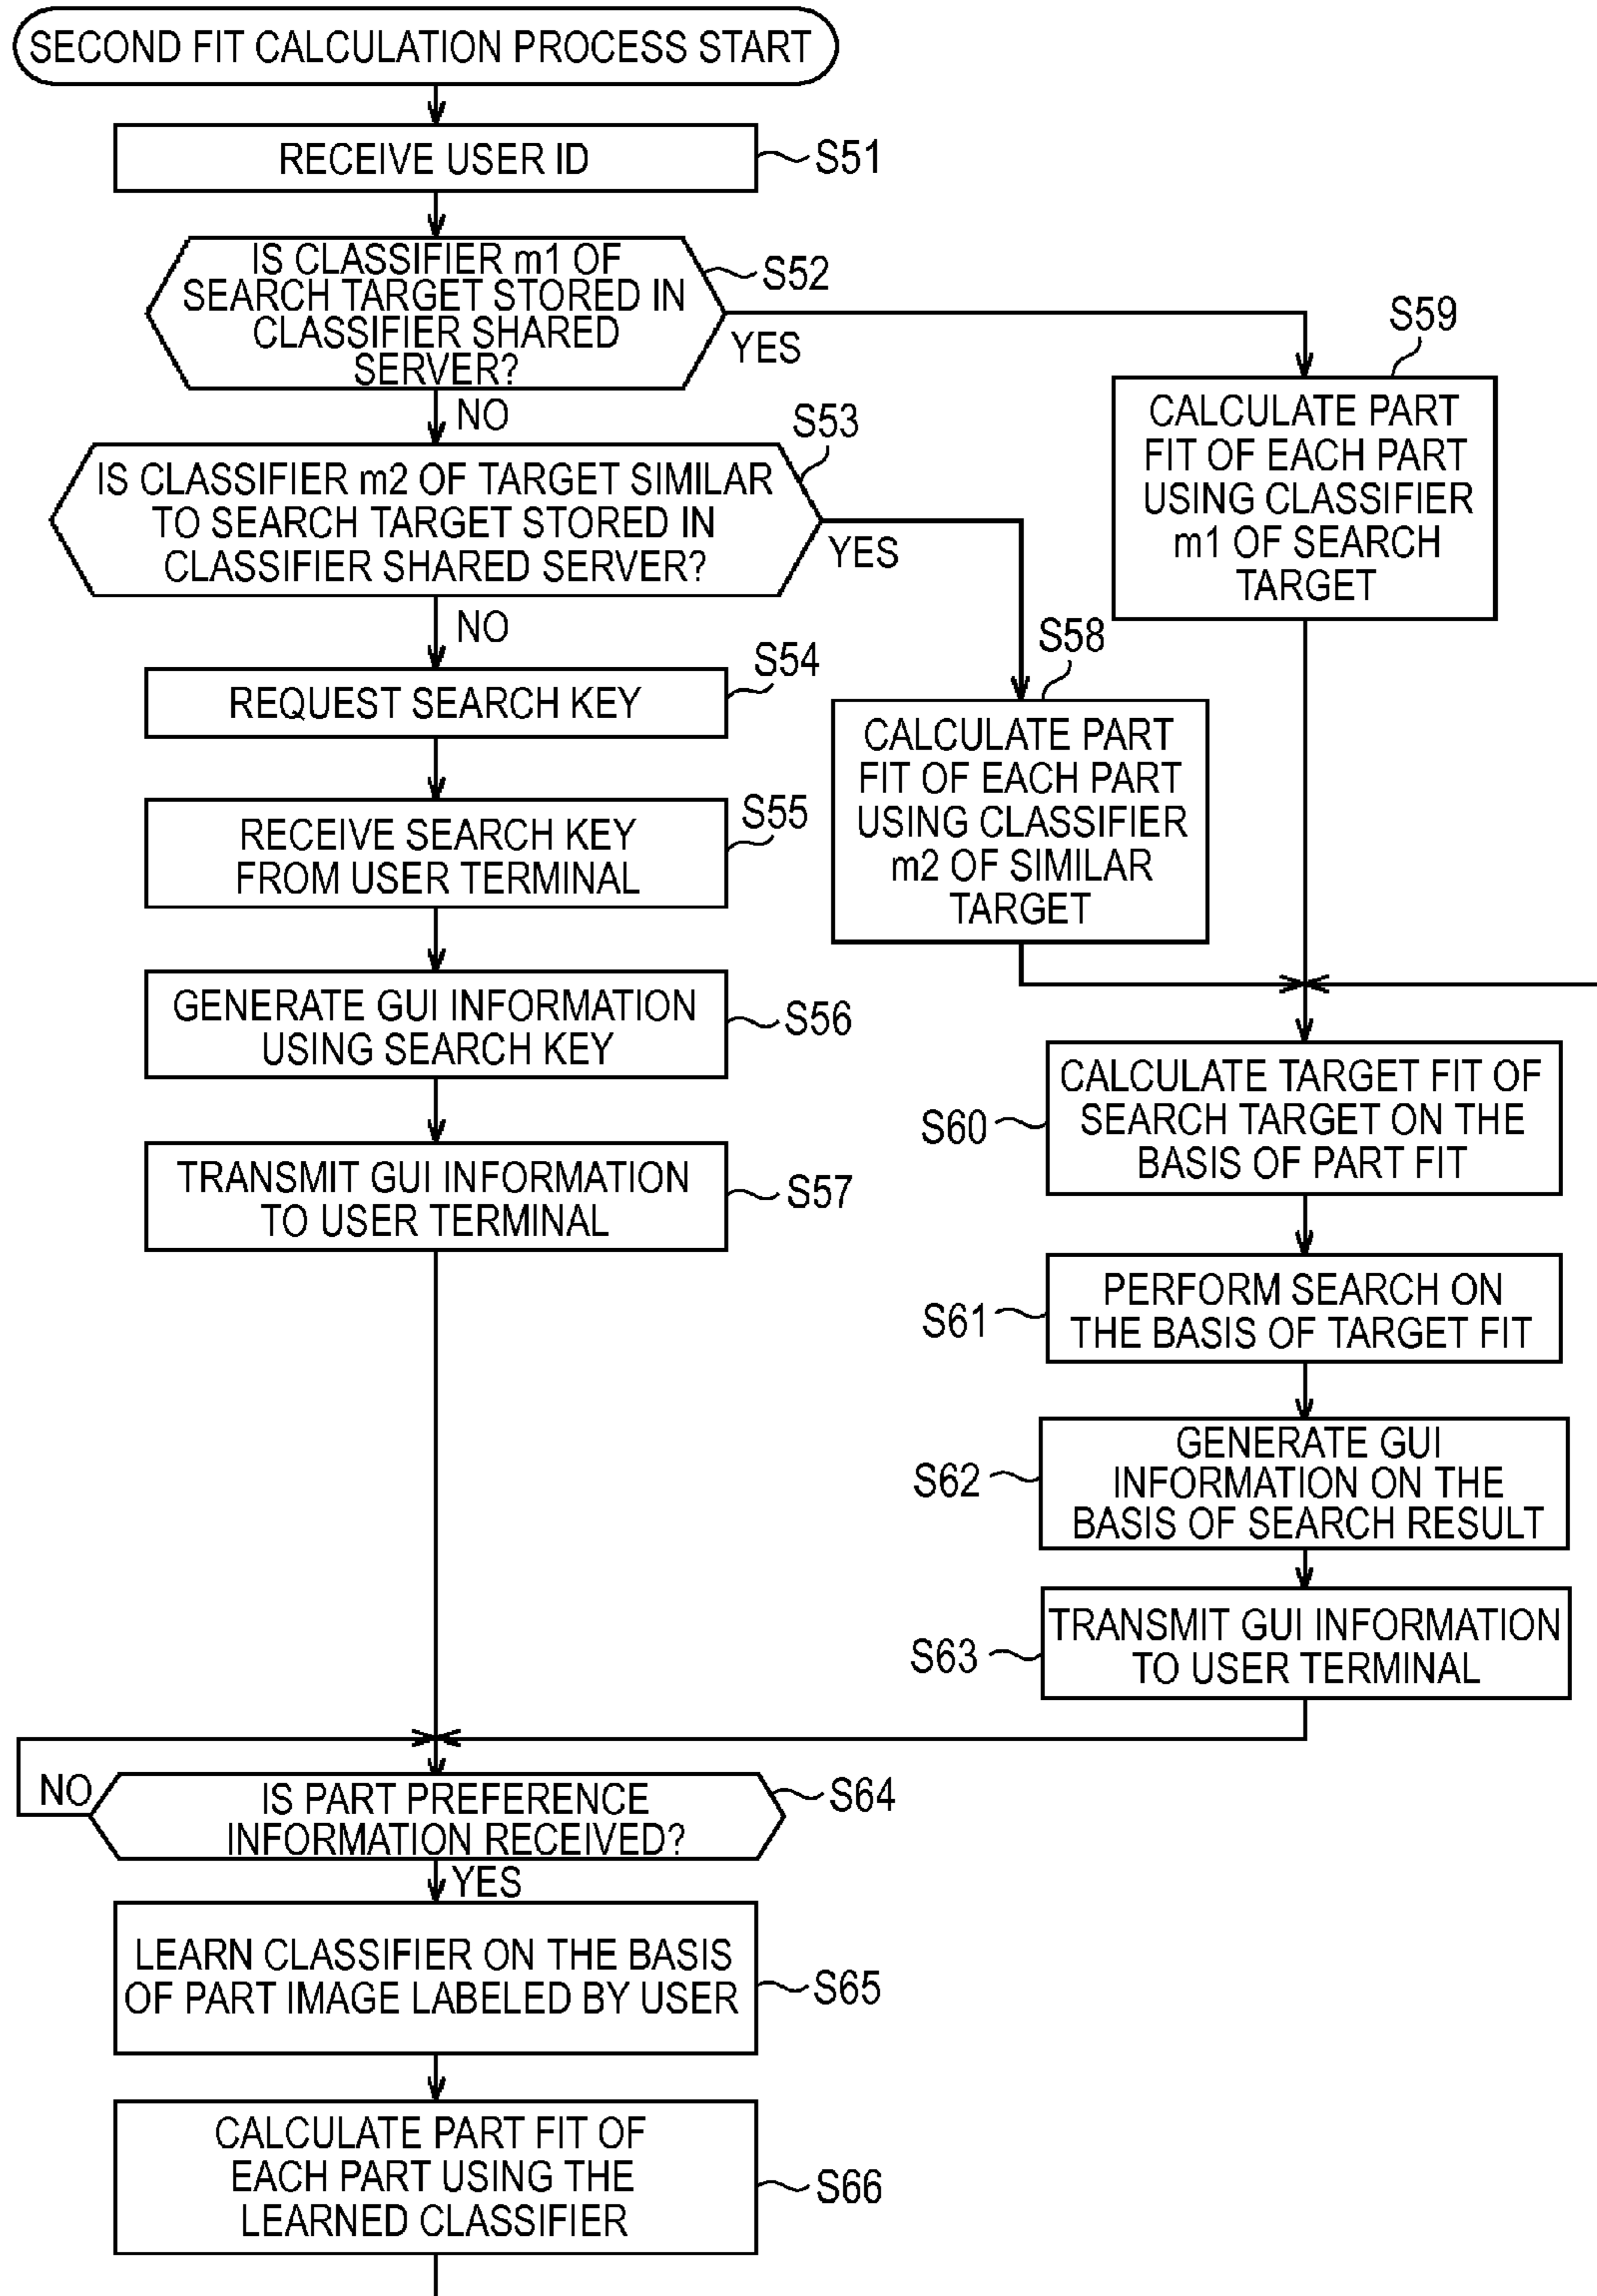 SECOND FIT CALCULATION PROCESS START
RECEIVE USER ID
S51
IS CLASSIFIER m1 OF
SEARCH TARGET STORED IN
CLASSIFIER SHARED
SERVER?
S52
YES
NO
S59
CALCULATE PART
FIT OF EACH PART
USING CLASSIFIER
m1 OF SEARCH
TARGET
S53
IS CLASSIFIER m2 OF TARGET SIMILAR
TO SEARCH TARGET STORED IN
CLASSIFIER SHARED SERVER?
YES
NO
S58
CALCULATE PART
FIT OF EACH PART
USING CLASSIFIER
m2 OF SIMILAR
TARGET
S54
REQUEST SEARCH KEY
S55
RECEIVE SEARCH KEY
FROM USER TERMINAL
GENERATE GUI INFORMATION
USING SEARCH KEY
S56
TRANSMIT GUI INFORMATION
TO USER TERMINAL
S57
S60
CALCULATE TARGET FIT OF
SEARCH TARGET ON THE
BASIS OF PART FIT
S61
PERFORM SEARCH ON
THE BASIS OF TARGET FIT
S62
GENERATE GUI
INFORMATION ON THE
BASIS OF SEARCH RESULT
S63
TRANSMIT GUI INFORMATION
TO USER TERMINAL
NO
IS PART PREFERENCE
INFORMATION RECEIVED?
S64
YES
LEARN CLASSIFIER ON THE BASIS
OF PART IMAGE LABELED BY USER
S65
CALCULATE PART FIT OF
EACH PART USING THE
LEARNED CLASSIFIER
S66